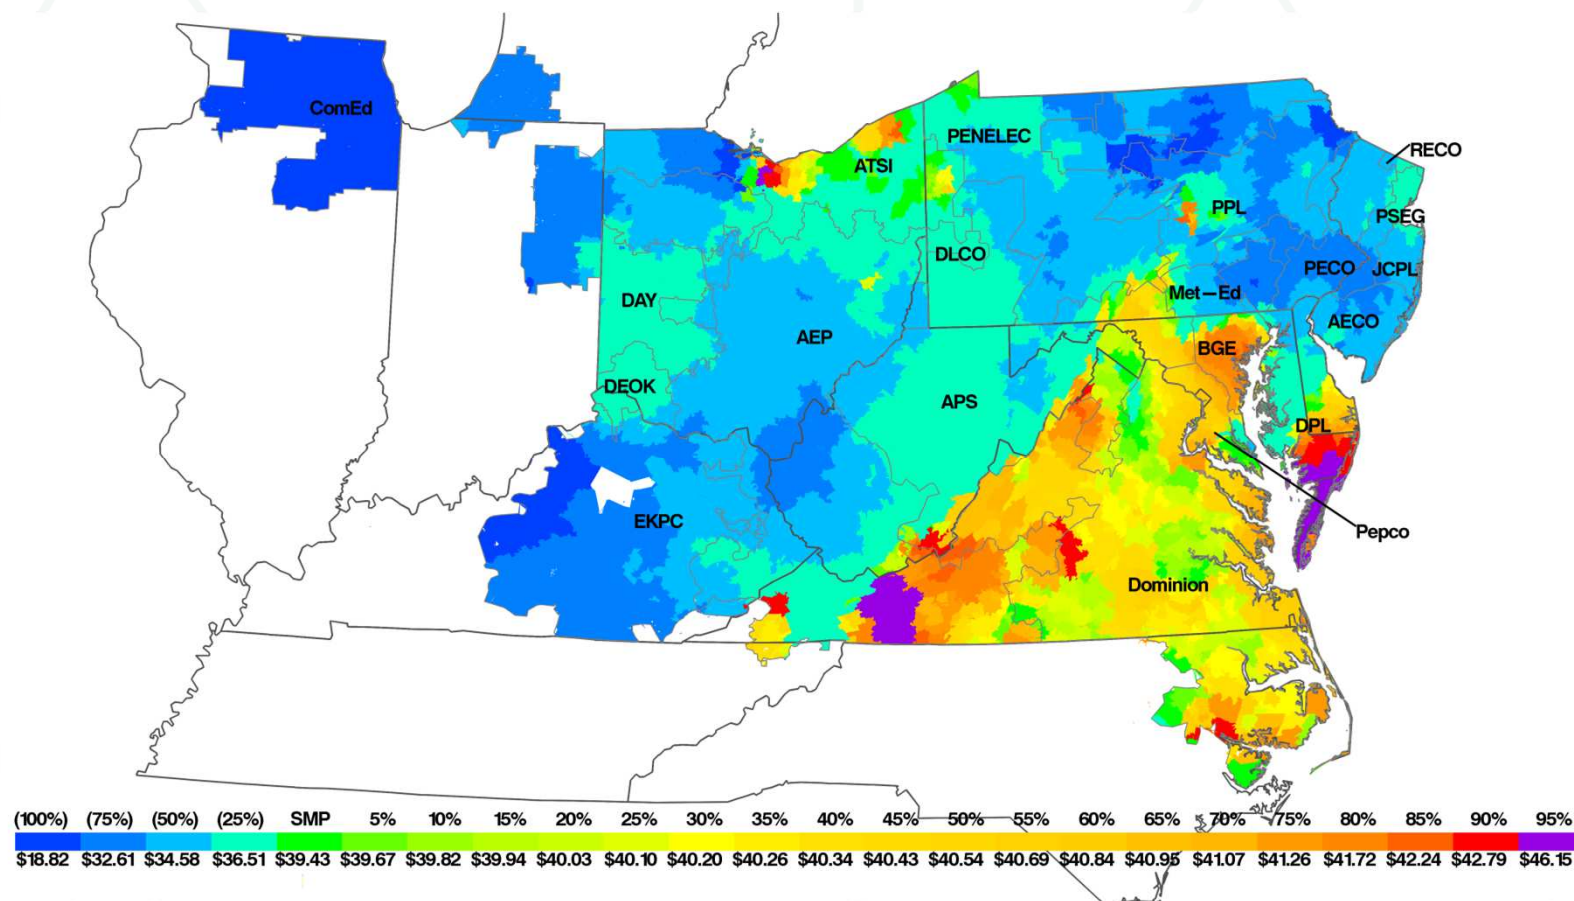 ComEd
PENELEC
RECO
ATSI
PPL
PSEG
DLCO
PECO
JCPL
DAY
Met-Ed
AECO
AEP
BGE
DEOK
APS
DPL
EKPC
Pepco
Dominion
(100%) (75%) (50%) (25%) SMP 5% 10% 15% 20% 25% 30% 35% 40% 45% 50% 55% 60% 65% 70% 75% 80% 85% 90% 95%
$18.82 $32.61 $34.58 $36.51 $39.43 $39.67 $39.82 $39.94 $40.03 $40.10 $40.20 $40.26 $40.34 $40.43 $40.54 $40.69 $40.84 $40.95 $41.07 $41.26 $41.72 $42.24 $42.79 $46.15